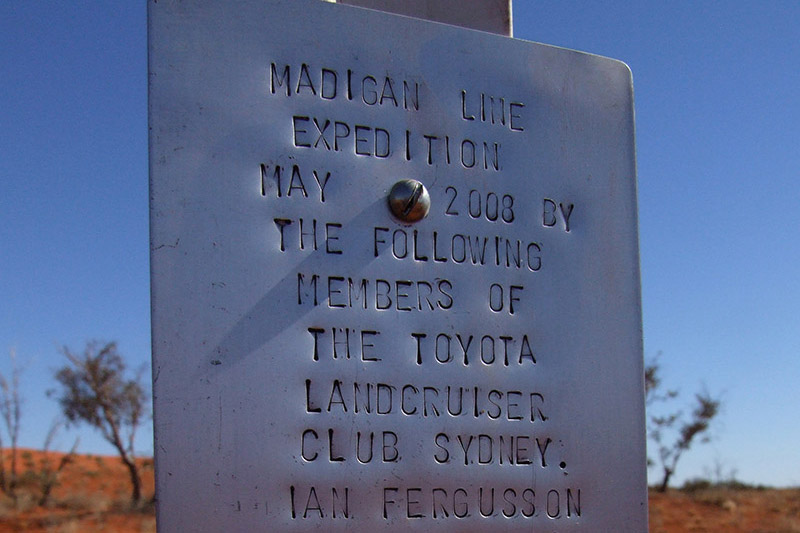 MADIGAN LINE
EXPEDITION
MAY 2008 BY
THE FOLLOWING
MEMBERS OF
THE TOYOTA
LANDCRUISER
CLUB SYDNEY.
IAN FERGUSSON